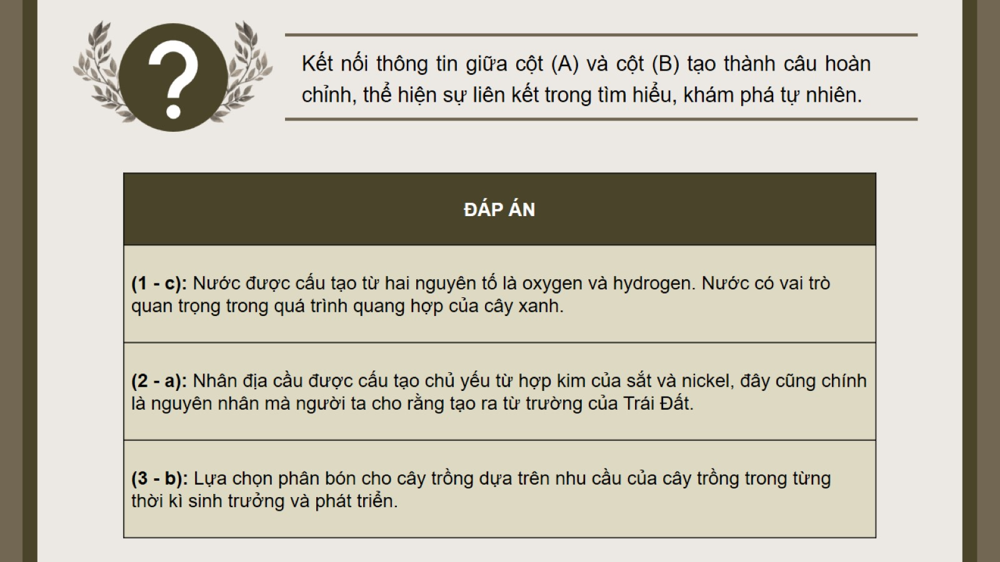 ?
Kết nối thông tin giữa cột (A) và cột (B) tạo thành câu hoàn
chỉnh, thể hiện sự liên kết trong tìm hiểu, khám phá tự nhiên.
ĐÁP ÁN
(1 - c): Nước được cấu tạo từ hai nguyên tố là oxygen và hydrogen. Nước có vai trò
quan trọng trong quá trình quang hợp của cây xanh.
(2 - a): Nhân địa cầu được cấu tạo chủ yếu từ hợp kim của sắt và nickel, đây cũng chính
là nguyên nhân mà người ta cho rằng tạo ra từ trường của Trái Đất.
(3 - b): Lựa chọn phân bón cho cây trồng dựa trên nhu cầu của cây trồng trong từng
thời kì sinh trưởng và phát triển.